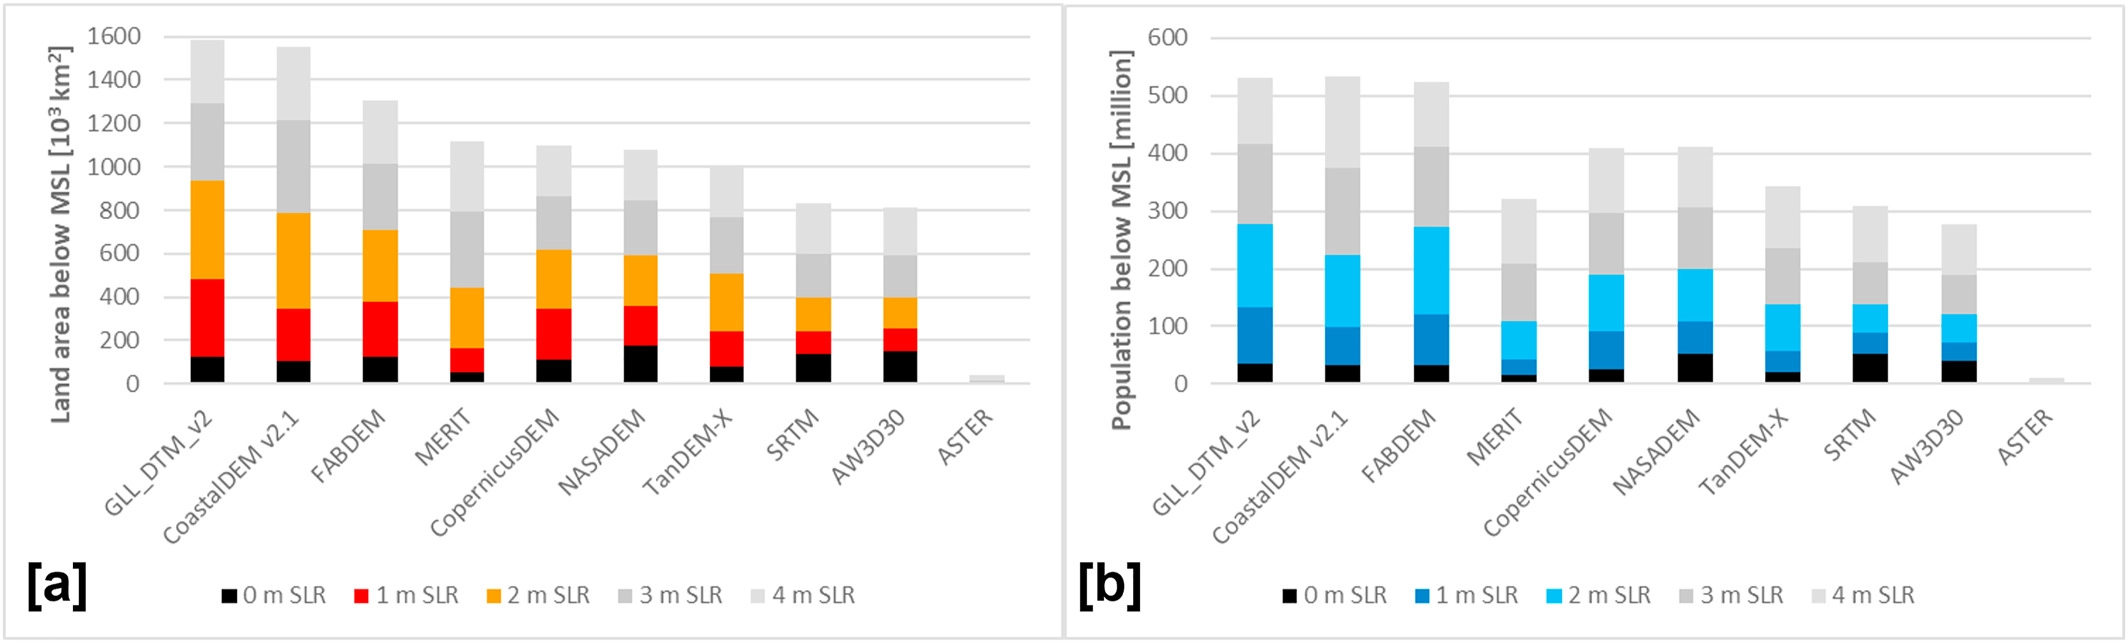 Land area below MSL [10³ km²]
1600
1400
1200
1000
800
600
400
200
0
GLL_DTM_v2
CoastalDEM v2.1
FABDEM
MERIT
CopernicusDEM
NASADEM
TanDEM-X
SRTM
AW3D30
ASTER
[a]
0 m SLR 1 m SLR 2 m SLR 3 m SLR 4 m SLR
Population below MSL [million]
600
500
400
300
200
100
0
GLL_DTM_v2
CoastalDEM v2.1
FABDEM
MERIT
CopernicusDEM
NASADEM
TanDEM-X
SRTM
AW3D30
ASTER
[b]
0 m SLR 1 m SLR 2 m SLR 3 m SLR 4 m SLR